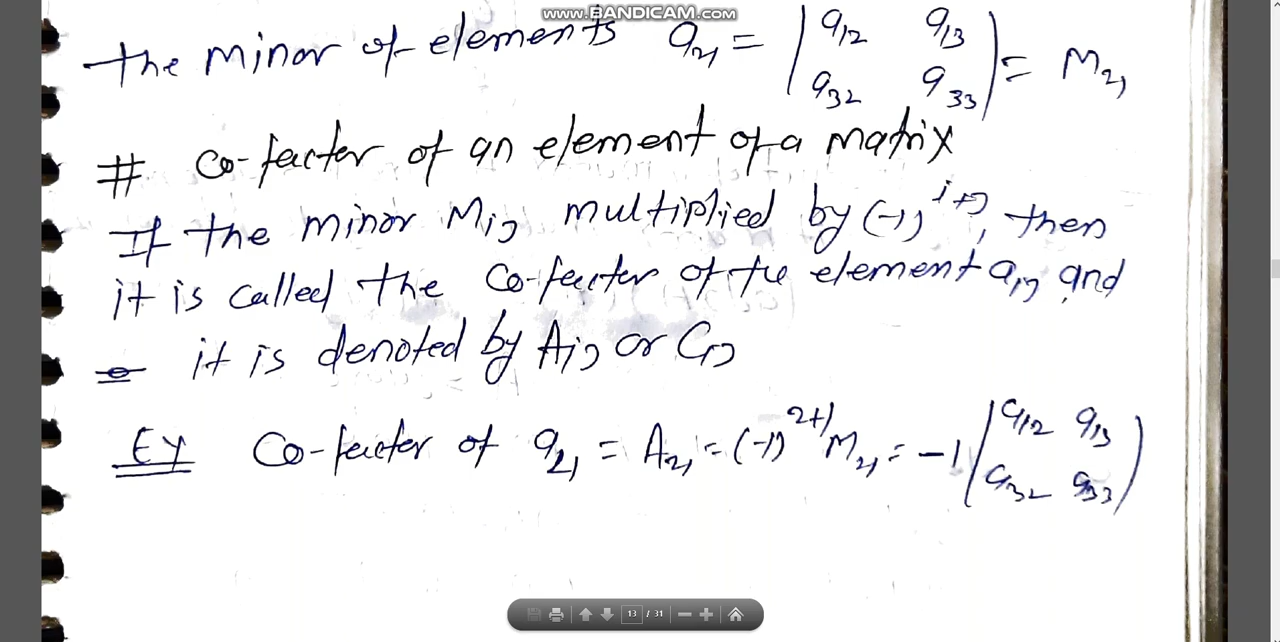 www.BANDICAM.com
the minor of elements a₂₁ = | a₁₂ a₁₃ | = M₂₁
| a₃₂ a₃₃ |
# Co-factor of an element of a matrix
If the minor Mᵢⱼ multiplied by (-1)ⁱ⁺ʲ, then
it is called the Co-factor of the element aᵢⱼ and
it is denoted by Aᵢⱼ or Cᵢⱼ
Ex Co-factor of a₂₁ = A₂₁ = (-1)²⁺¹ M₂₁ = -1 | a₁₂ a₁₃ |
| a₃₂ a₃₃ |
13 / 31